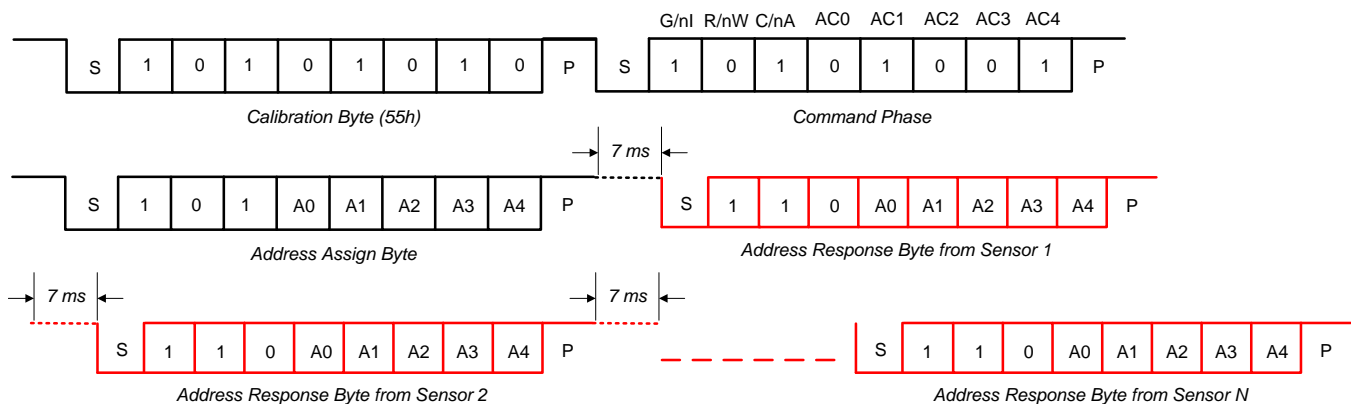 G/nI R/nW C/nA AC0 AC1 AC2 AC3 AC4
S 1 0 1 0 1 0 1 0 P S 1 0 1 0 1 0 0 1 P
Calibration Byte (55h) Command Phase
7 ms
S 1 0 1 A0 A1 A2 A3 A4 P S 1 1 0 A0 A1 A2 A3 A4 P
Address Assign Byte Address Response Byte from Sensor 1
7 ms 7 ms
S 1 1 0 A0 A1 A2 A3 A4 P S 1 1 0 A0 A1 A2 A3 A4 P
Address Response Byte from Sensor 2 Address Response Byte from Sensor N